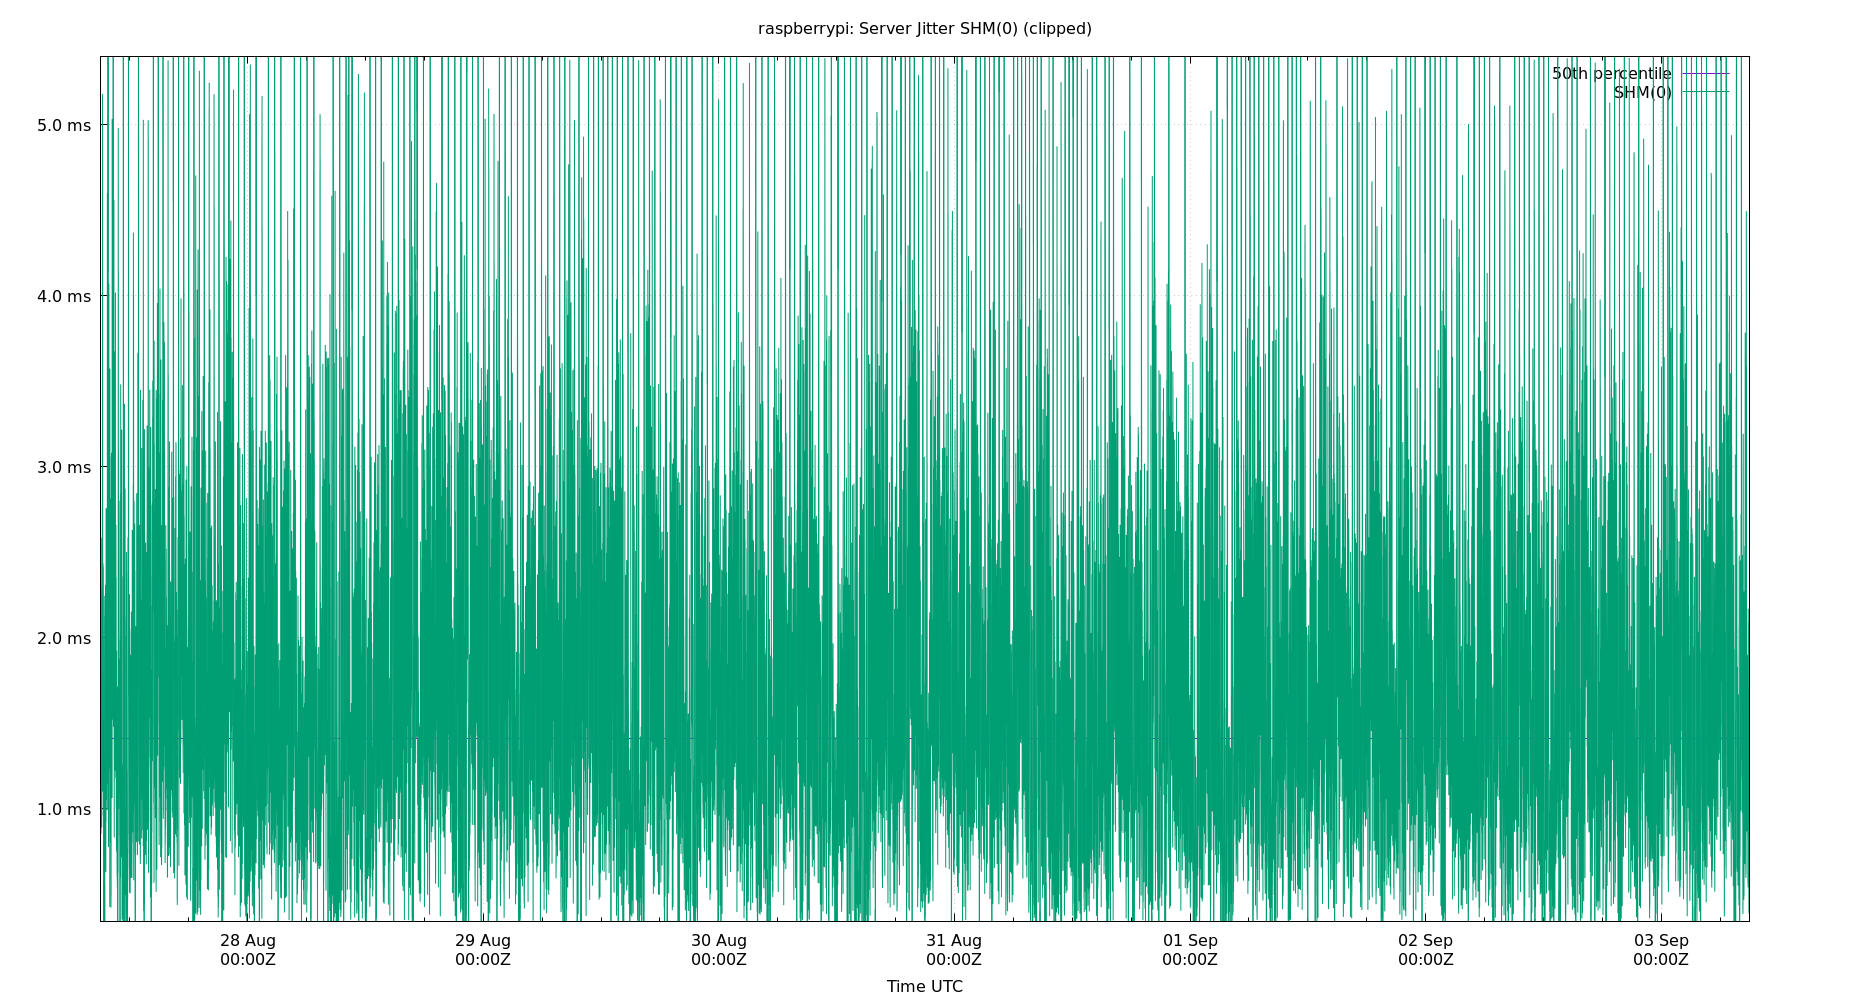 raspberrypi: Server Jitter SHM(0) (clipped)
50th percentile
SHM(0)
5.0 ms
4.0 ms
3.0 ms
2.0 ms
1.0 ms
28 Aug 29 Aug 30 Aug 31 Aug 01 Sep 02 Sep 03 Sep
00:00Z 00:00Z 00:00Z 00:00Z 00:00Z 00:00Z 00:00Z
Time UTC